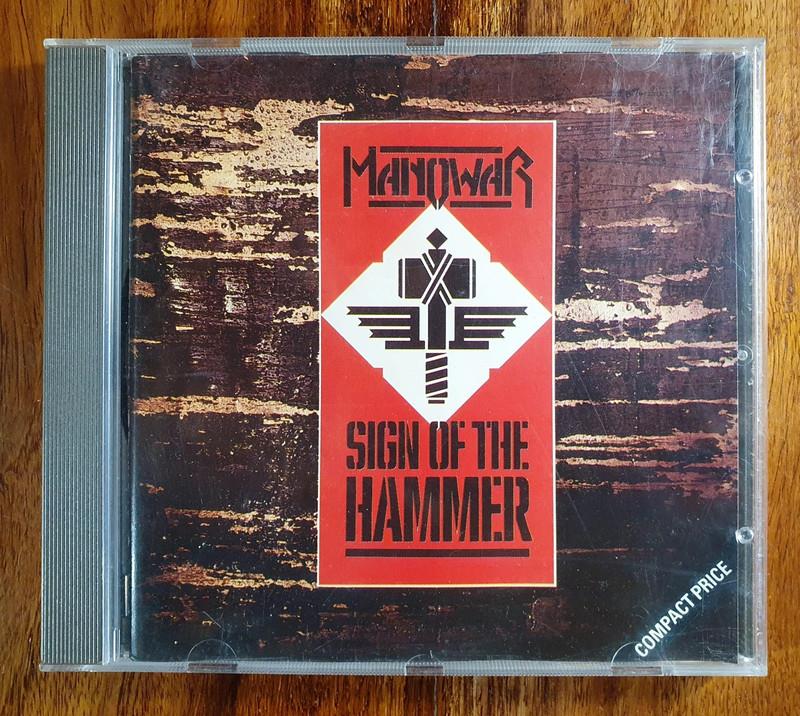 MANOWAR
SIGN OF THE
HAMMER
COMPACT PRICE